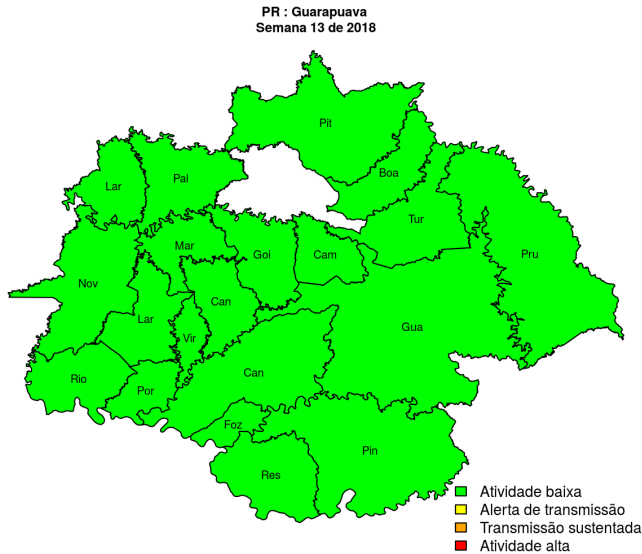 PR : Guarapuava
Semana 13 de 2018
Pit
Boa
Lar
Pal
Tur
Mar
Goi
Cam
Pru
Nov
Can
Lar
Vir
Gua
Can
Rio
Por
Foz
Pin
Res
Atividade baixa
Alerta de transmissão
Transmissão sustentada
Atividade alta